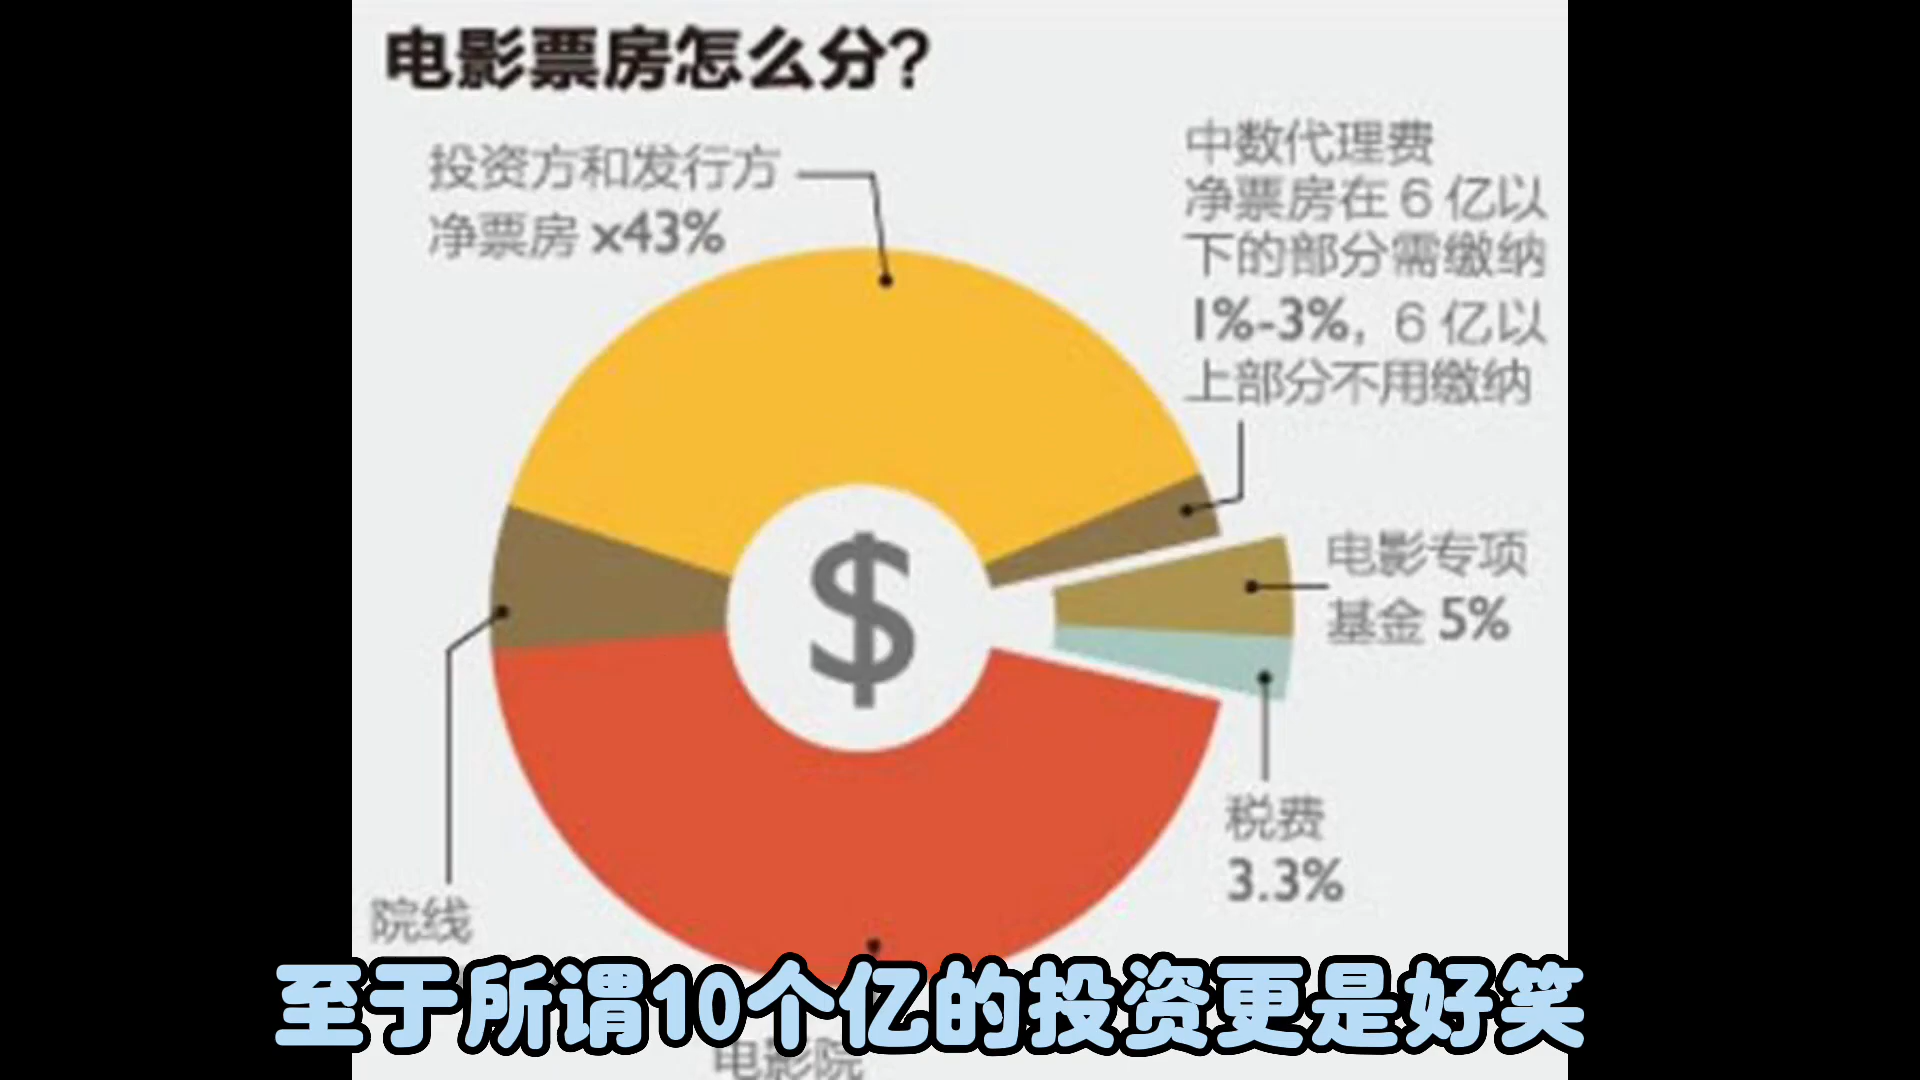 电影票房怎么分？
投资方和发行方
净票房 x43%
中数代理费
净票房在 6 亿以
下的部分需缴纳
1%-3%，6 亿以
上部分不用缴纳
$
电影专项
基金 5%
税费
3.3%
院线
至于所谓10个亿的投资更是好笑
电影院